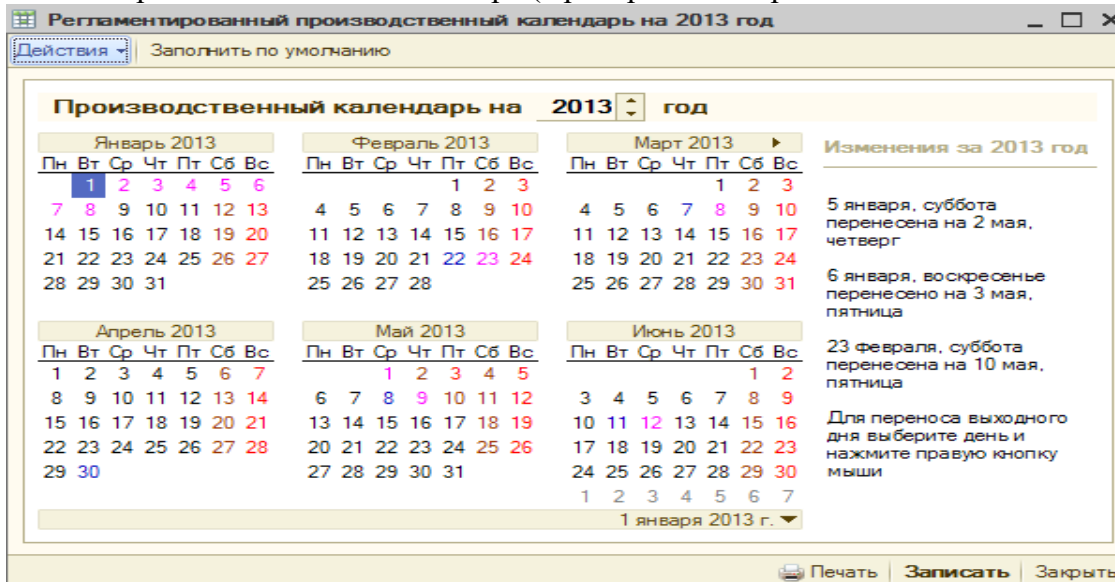 Регламентированный производственный календарь на 2013 год
Действия Заполнить по умолчанию
Производственный календарь на 2013 год
Январь 2013 Февраль 2013 Март 2013
Пн Вт Ср Чт Пт Сб Вс Пн Вт Ср Чт Пт Сб Вс Пн Вт Ср Чт Пт Сб Вс
1 2 3 4 5 6 1 2 3 1 2 3
7 8 9 10 11 12 13 4 5 6 7 8 9 10 4 5 6 7 8 9 10
14 15 16 17 18 19 20 11 12 13 14 15 16 17 11 12 13 14 15 16 17
21 22 23 24 25 26 27 18 19 20 21 22 23 24 18 19 20 21 22 23 24
28 29 30 31 25 26 27 28 25 26 27 28 29 30 31
Апрель 2013 Май 2013 Июнь 2013
Пн Вт Ср Чт Пт Сб Вс Пн Вт Ср Чт Пт Сб Вс Пн Вт Ср Чт Пт Сб Вс
1 2 3 4 5 6 7 1 2 3 4 5 1 2
8 9 10 11 12 13 14 6 7 8 9 10 11 12 3 4 5 6 7 8 9
15 16 17 18 19 20 21 13 14 15 16 17 18 19 10 11 12 13 14 15 16
22 23 24 25 26 27 28 20 21 22 23 24 25 26 17 18 19 20 21 22 23
29 30 27 28 29 30 31 24 25 26 27 28 29 30
1 2 3 4 5 6 7
1 января 2013 г.
Изменения за 2013 год
5 января, суббота
перенесена на 2 мая,
четверг
6 января, воскресенье
перенесено на 3 мая,
пятница
23 февраля, суббота
перенесена на 10 мая,
пятница
Для переноса выходного
дня выберите день и
нажмите правую кнопку
мыши
Печать Записать Закрыть